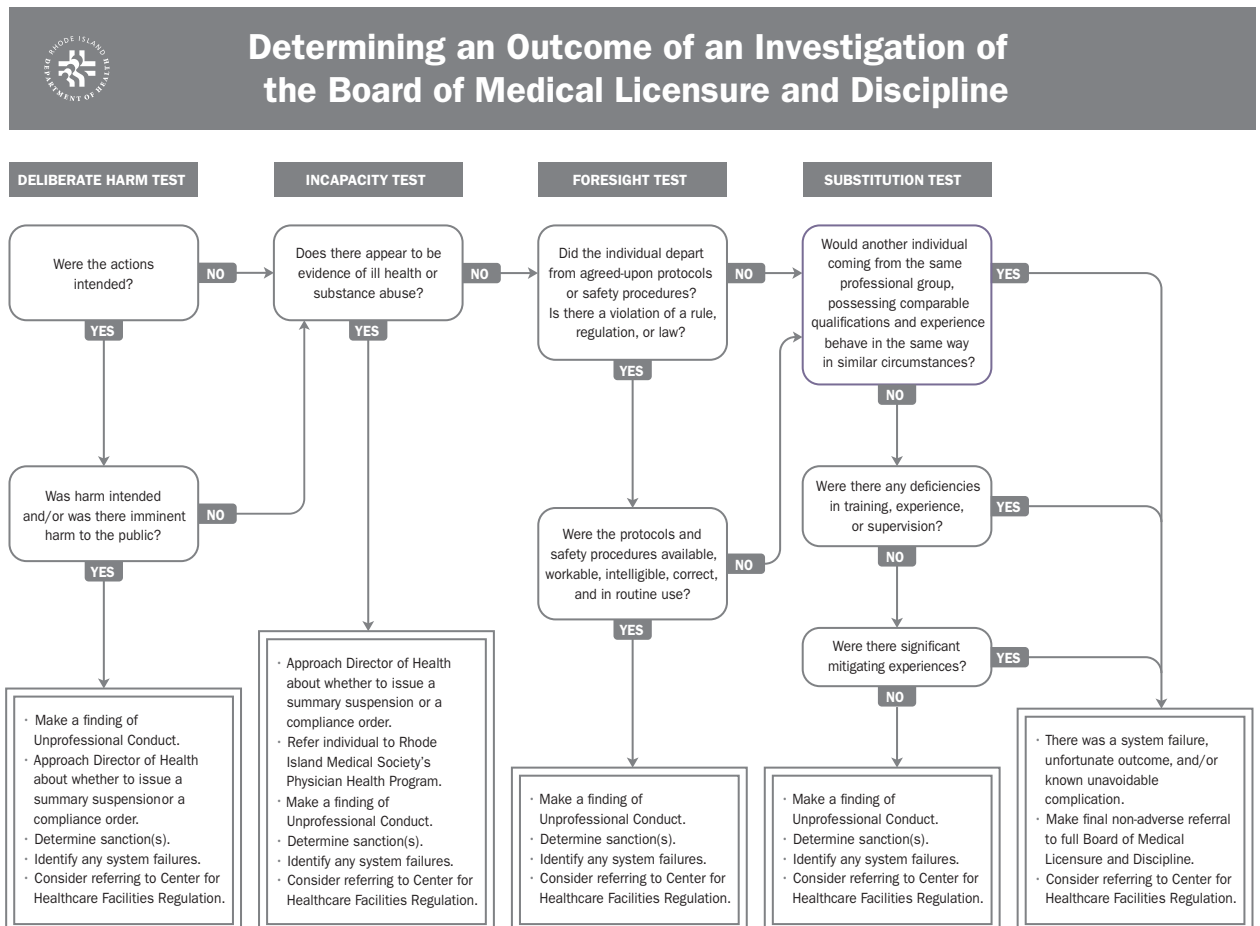 RHODE ISLAND
DEPARTMENT OF HEALTH
Determining an Outcome of an Investigation of
the Board of Medical Licensure and Discipline
DELIBERATE HARM TEST
Were the actions
intended?
NO
YES
Was harm intended
and/or was there imminent
harm to the public?
NO
YES
· Make a finding of
Unprofessional Conduct.
· Approach Director of Health
about whether to issue a
summary suspension or a
compliance order.
· Determine sanction(s).
· Identify any system failures.
· Consider referring to Center for
Healthcare Facilities Regulation.
INCAPACITY TEST
Does there appear to be
evidence of ill health or
substance abuse?
NO
YES
· Approach Director of Health
about whether to issue a
summary suspension or a
compliance order.
· Refer individual to Rhode
Island Medical Society's
Physician Health Program.
· Make a finding of
Unprofessional Conduct.
· Determine sanction(s).
· Identify any system failures.
· Consider referring to Center for
Healthcare Facilities Regulation.
FORESIGHT TEST
Did the individual depart
from agreed-upon protocols
or safety procedures?
Is there a violation of a rule,
regulation, or law?
NO
YES
Were the protocols and
safety procedures available,
workable, intelligible, correct,
and in routine use?
NO
YES
· Make a finding of
Unprofessional Conduct.
· Determine sanction(s).
· Identify any system failures.
· Consider referring to Center for
Healthcare Facilities Regulation.
SUBSTITUTION TEST
Would another individual
coming from the same
professional group,
possessing comparable
qualifications and experience
behave in the same way
in similar circumstances?
YES
NO
Were there any deficiencies
in training, experience,
or supervision?
YES
NO
Were there significant
mitigating experiences?
YES
NO
· Make a finding of
Unprofessional Conduct.
· Determine sanction(s).
· Identify any system failures.
· Consider referring to Center for
Healthcare Facilities Regulation.
· There was a system failure,
unfortunate outcome, and/or
known unavoidable
complication.
· Make final non-adverse referral
to full Board of Medical
Licensure and Discipline.
· Consider referring to Center for
Healthcare Facilities Regulation.